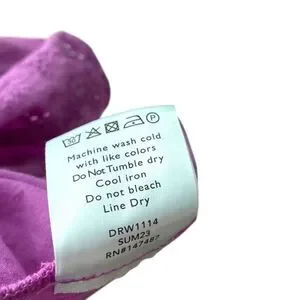 Machine wash cold
with like colors
Do Not Tumble dry
Cool iron
Do not bleach
Line Dry
DRW1114
SUM23
RN#147487